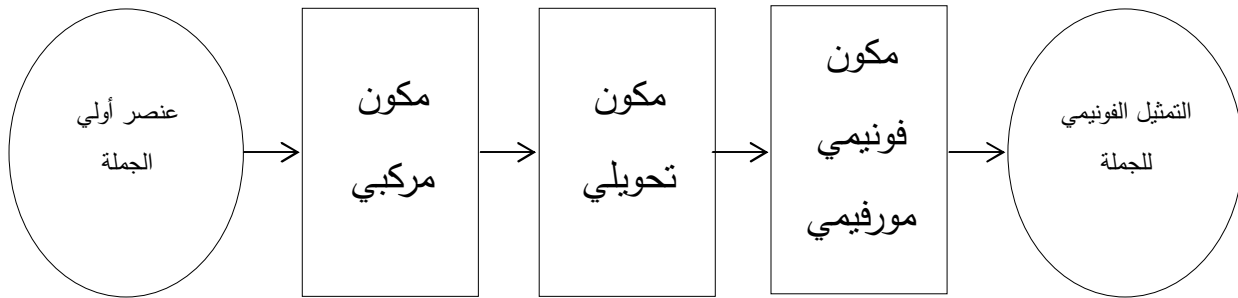 عنصر أولي
الجملة
مكون
مركبي
مكون
تحويلي
مكون
فونيمي
مورفيمي
التمثيل الفونيمي
للجملة